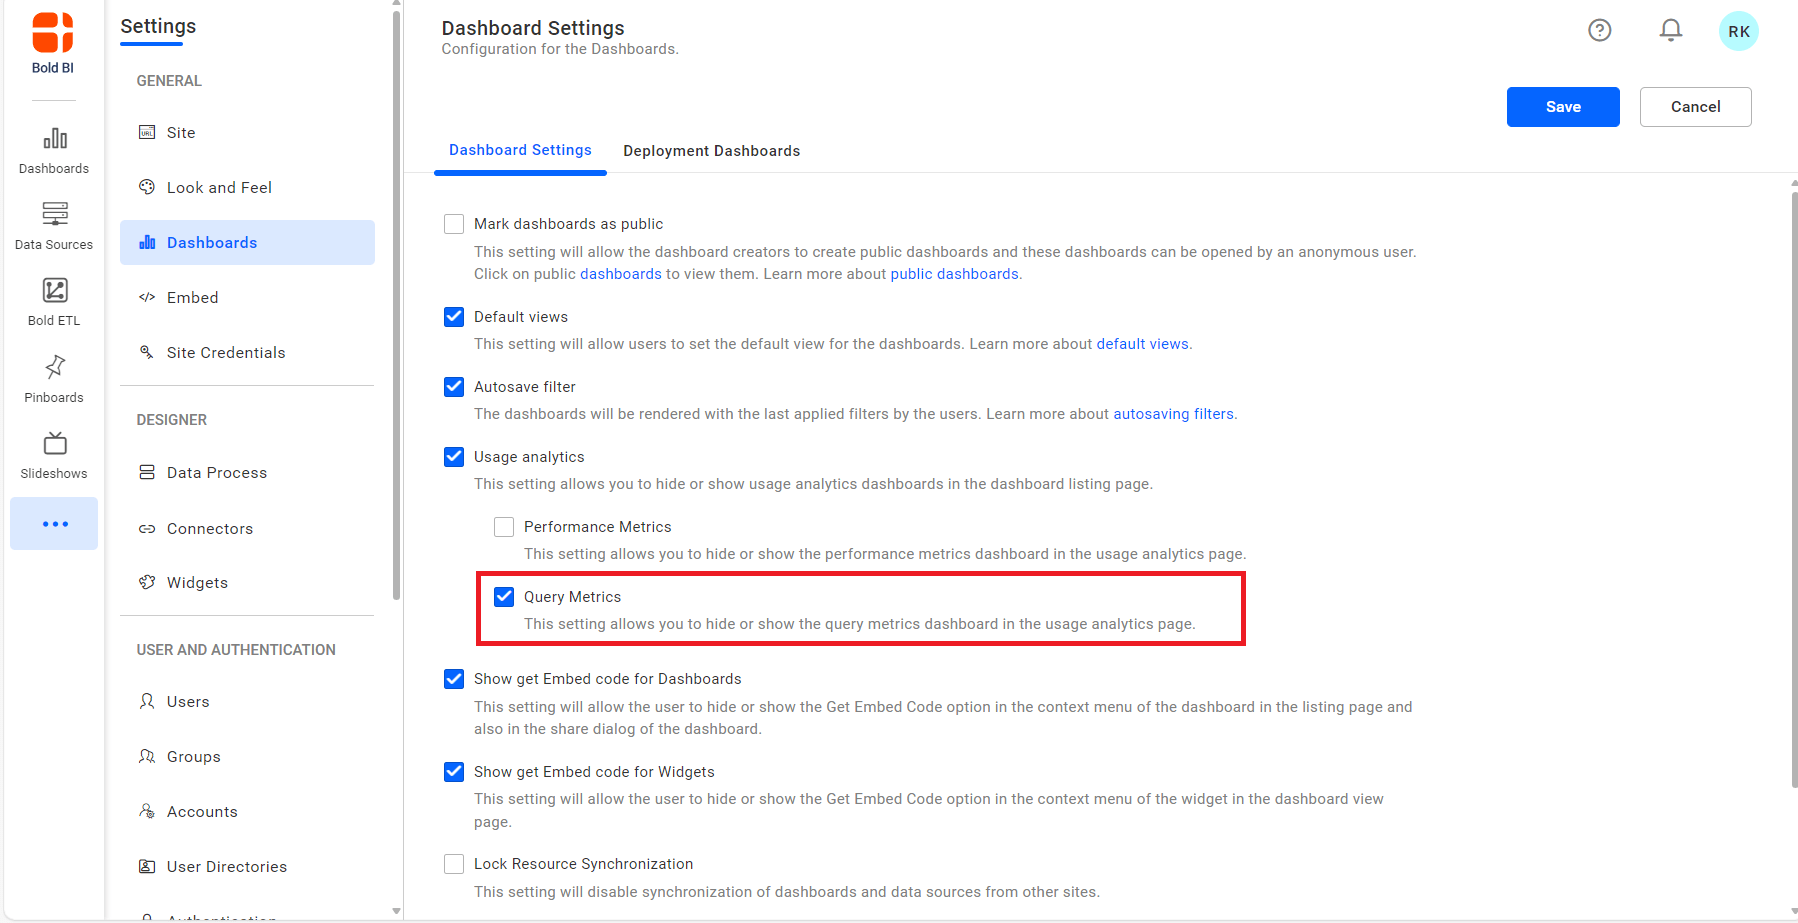 Bold BI
Dashboards
Data Sources
Bold ETL
Pinboards
Slideshows
Settings
GENERAL
URL
Site
Look and Feel
Dashboards
Embed
Site Credentials
DESIGNER
Data Process
Connectors
Widgets
USER AND AUTHENTICATION
Users
Groups
Accounts
User Directories
Authentication
Dashboard Settings
Configuration for the Dashboards.
RK
Save
Cancel
Dashboard Settings
Deployment Dashboards
Mark dashboards as public
This setting will allow the dashboard creators to create public dashboards and these dashboards can be opened by an anonymous user.
Click on public dashboards to view them. Learn more about public dashboards.
Default views
This setting will allow users to set the default view for the dashboards. Learn more about default views.
Autosave filter
The dashboards will be rendered with the last applied filters by the users. Learn more about autosaving filters.
Usage analytics
This setting allows you to hide or show usage analytics dashboards in the dashboard listing page.
Performance Metrics
This setting allows you to hide or show the performance metrics dashboard in the usage analytics page.
Query Metrics
This setting allows you to hide or show the query metrics dashboard in the usage analytics page.
Show get Embed code for Dashboards
This setting will allow the user to hide or show the Get Embed Code option in the context menu of the dashboard in the listing page and
also in the share dialog of the dashboard.
Show get Embed code for Widgets
This setting will allow the user to hide or show the Get Embed Code option in the context menu of the widget in the dashboard view
page.
Lock Resource Synchronization
This setting will disable synchronization of dashboards and data sources from other sites.